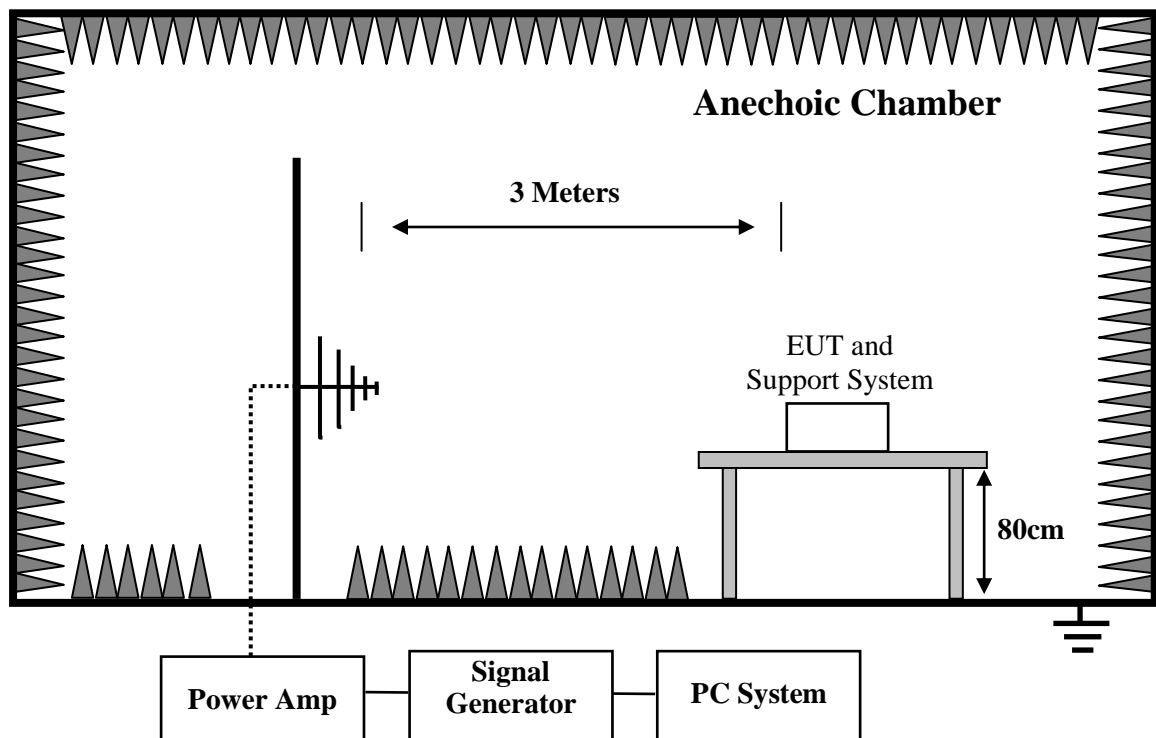 Anechoic Chamber
3 Meters
EUT and
Support System
80cm
Power Amp
Signal
Generator
PC System